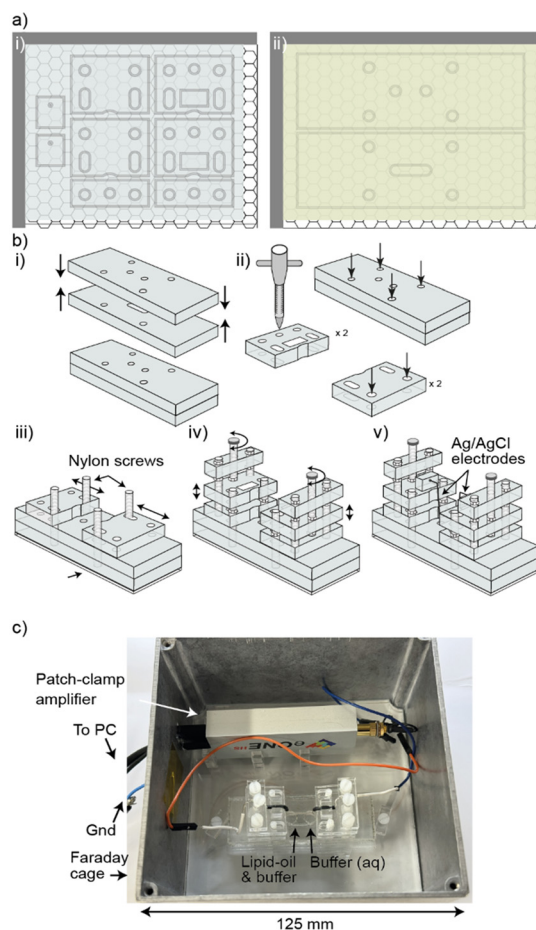 a)
i)
ii)
b)
i)
ii)
x 2
x 2
iii)
iv)
v)
Nylon screws
Ag/AgCl
electrodes
c)
Patch-clamp
amplifier
To PC
Gnd
Faraday
cage
Lipid-oil
& buffer
Buffer (aq)
125 mm